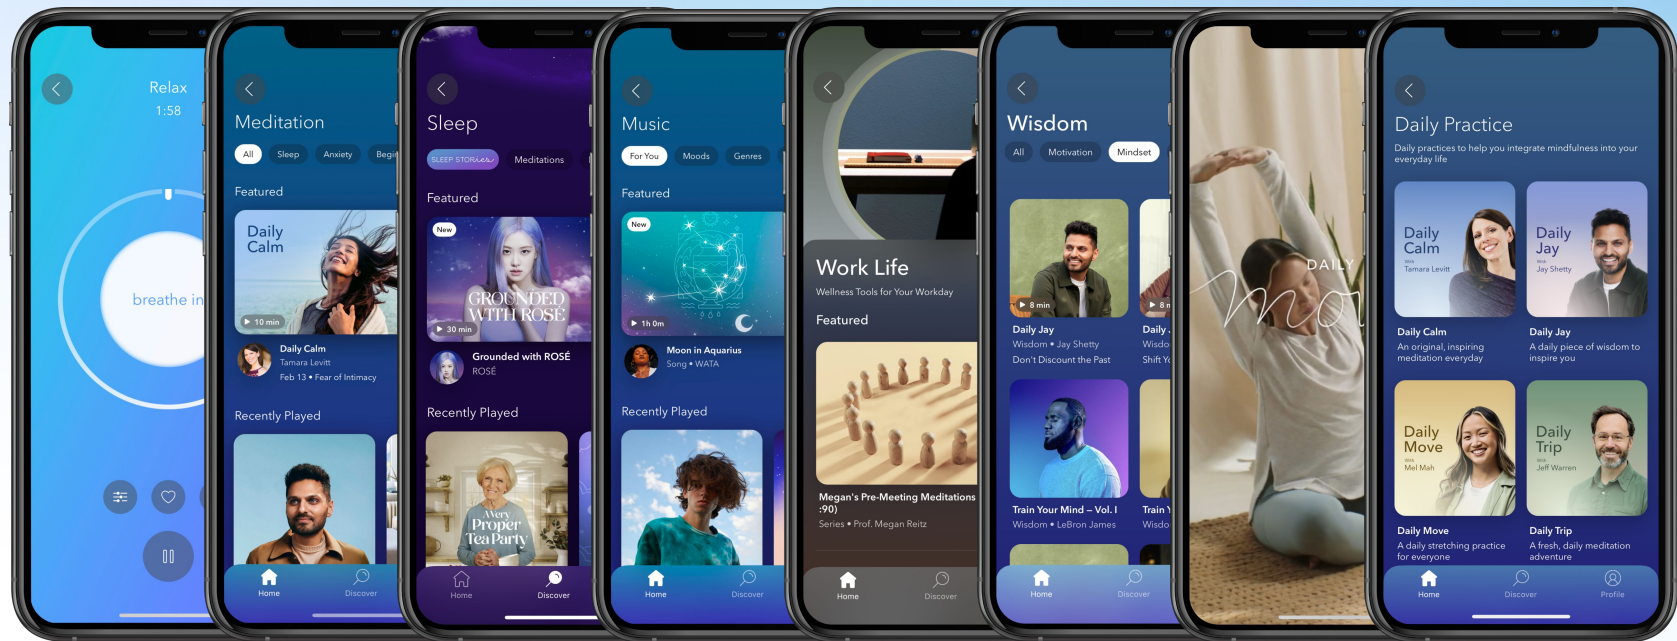 Relax
1:58
breathe in
Meditation
All
Sleep
Anxiety
Featured
Daily
Calm
10 min
Daily Calm
Tamara Levitt
Feb 13 • Fear of Intimacy
Recently Played
Home
Discover
Sleep
SLEEP STORIES
Meditations
Featured
New
GROUNDED
WITH ROSÉ
30 min
Grounded with ROSÉ
ROSÉ
Recently Played
A Very
Proper
Tea Party
Home
Discover
Music
For You
Moods
Genres
Featured
New
1h 0m
Moon in Aquarius
Song • WATA
Recently Played
Home
Discover
Work Life
Wellness Tools for Your Workday
Featured
Megan's Pre-Meeting Meditations
:90)
Series • Prof. Megan Reitz
Home
Discover
Wisdom
All
Motivation
Mindset
8 min
Daily Jay
Wisdom • Jay Shetty
Don't Discount the Past
Daily
Train Your Mind – Vol. I
Wisdom • LeBron James
Home
Discover
DAILY
Daily Practice
Daily practices to help you integrate mindfulness into your
everyday life
Daily
Calm
With
Tamara Levitt
Daily
Jay
With
Jay Shetty
Daily Calm
An original, inspiring
meditation everyday
Daily Jay
A daily piece of wisdom to
inspire you
Daily
Move
With
Mel Mah
Daily
Trip
With
Jeff Warren
Daily Move
A daily stretching practice
for everyone
Daily Trip
A fresh, daily meditation
adventure
Home
Discover
Profile